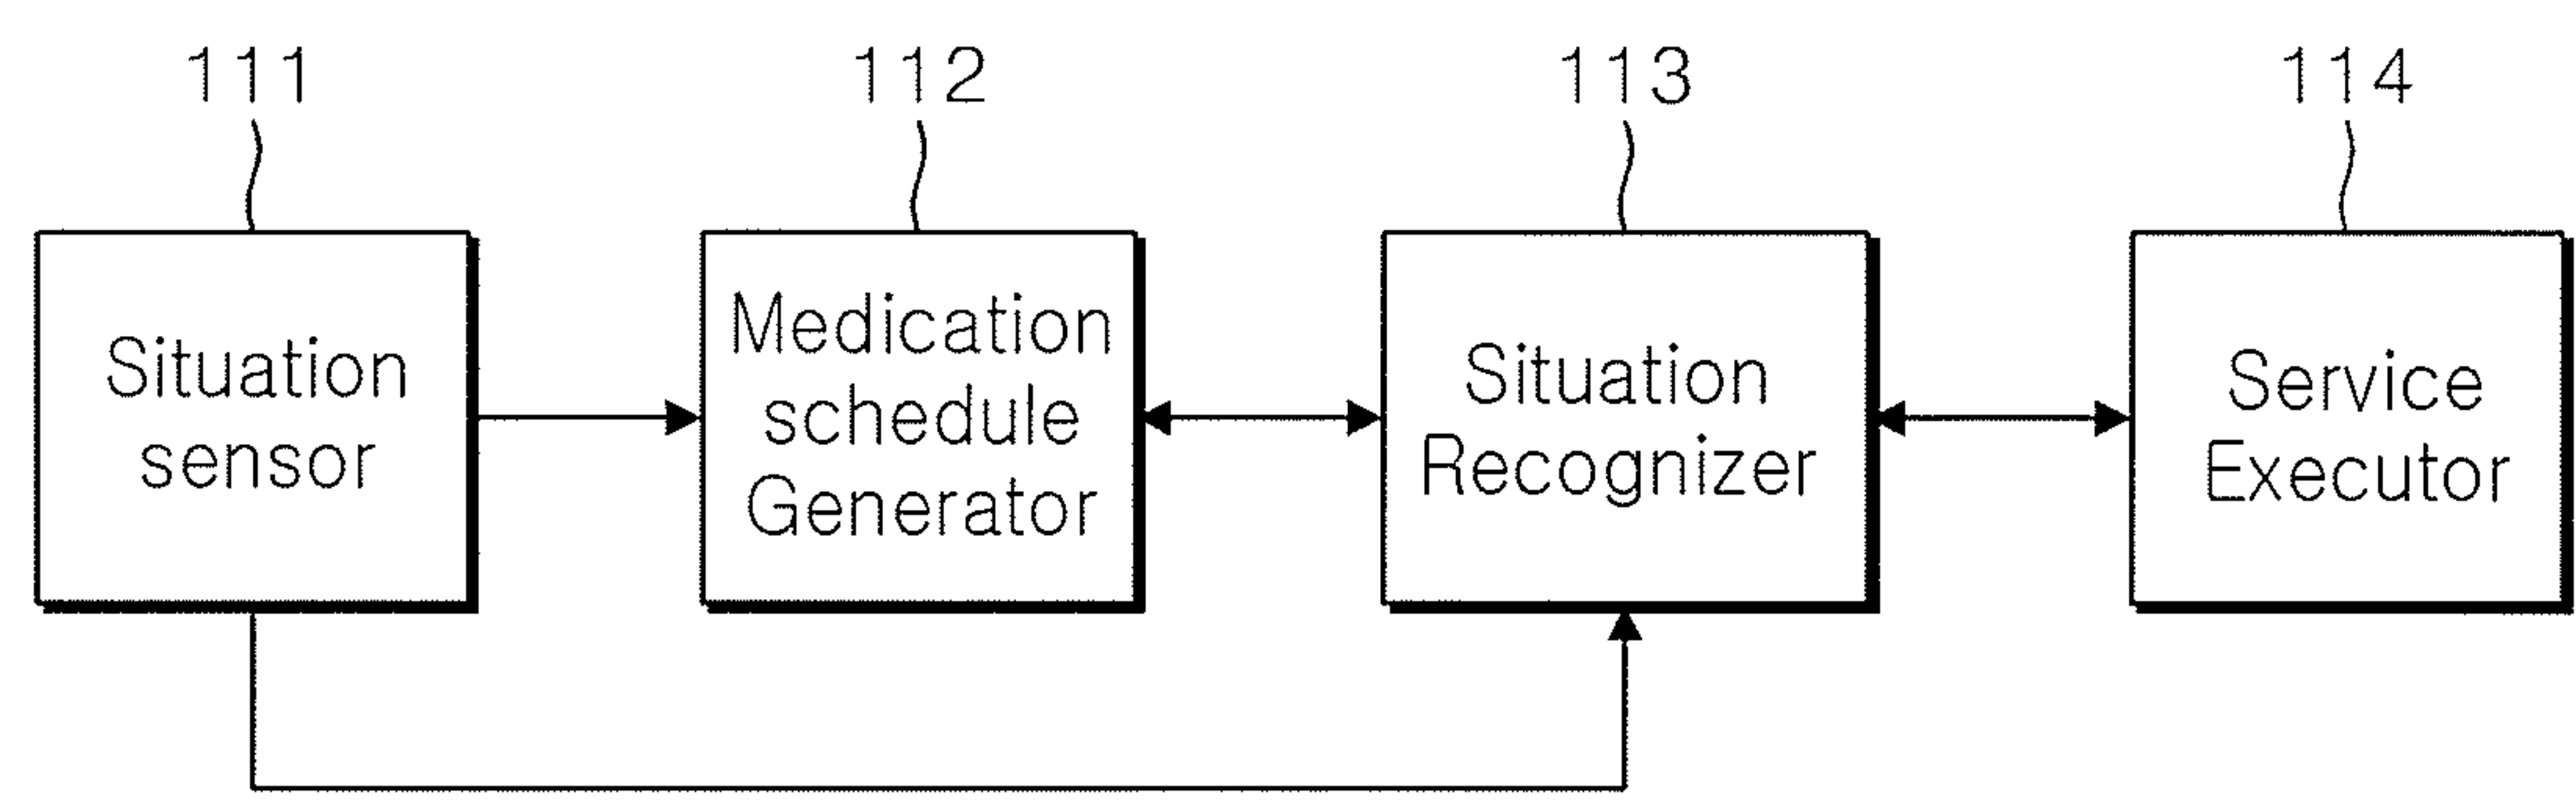 111
112
113
114
Situation
sensor
Medication
schedule
Generator
Situation
Recognizer
Service
Executor